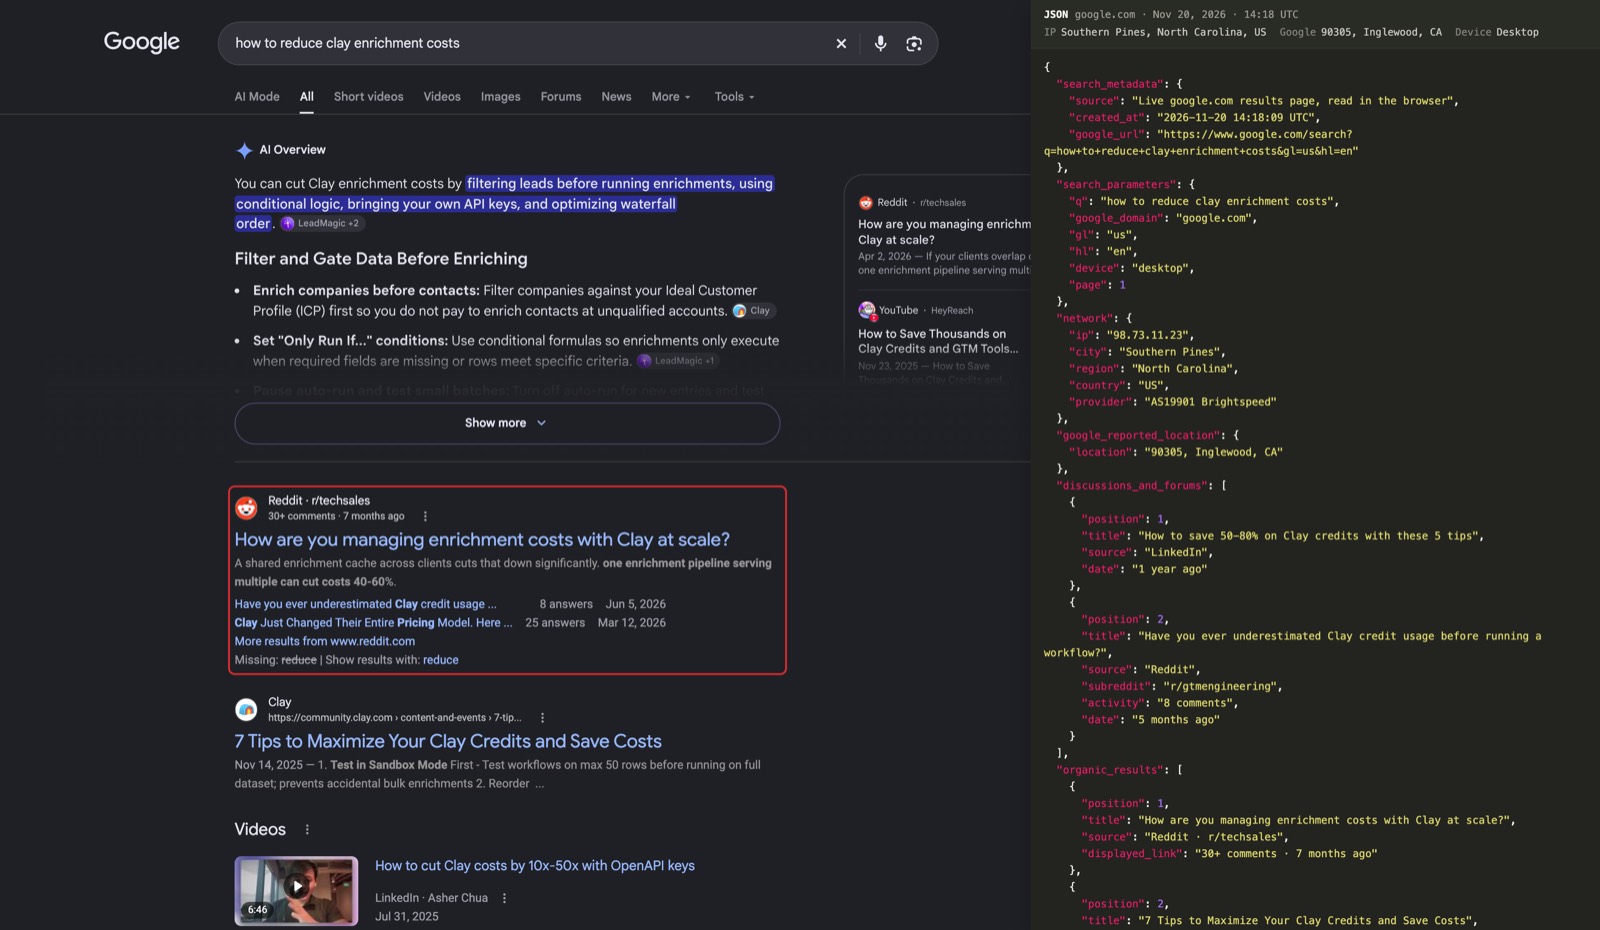 Google
how to reduce clay enrichment costs
AI Mode All Short videos Videos Images Forums News More Tools
AI Overview
You can cut Clay enrichment costs by filtering leads before running enrichments, using
conditional logic, bringing your own API keys, and optimizing waterfall
order. LeadMagic +2
Filter and Gate Data Before Enriching
• Enrich companies before contacts: Filter companies against your Ideal Customer
Profile (ICP) first so you do not pay to enrich contacts at unqualified accounts. Clay
• Set "Only Run If..." conditions: Use conditional formulas so enrichments only execute
when required fields are missing or rows meet specific criteria. LeadMagic +1
• Pause auto-run and test small batches: Turn off auto-run for new entries and test
Show more
Reddit · r/techsales
How are you managing enrichm
Clay at scale?
Apr 2, 2026 — If your clients overlap
one enrichment pipeline serving mult
YouTube · HeyReach
How to Save Thousands on
Clay Credits and GTM Tools...
Nov 23, 2025 — How to Save
Thousands on Clay Credits and...
Reddit · r/techsales
30+ comments · 7 months ago
How are you managing enrichment costs with Clay at scale?
A shared enrichment cache across clients cuts that down significantly. one enrichment pipeline serving
multiple can cut costs 40-60%.
Have you ever underestimated Clay credit usage ... 8 answers Jun 5, 2026
Clay Just Changed Their Entire Pricing Model. Here ... 25 answers Mar 12, 2026
More results from www.reddit.com
Missing: reduce | Show results with: reduce
Clay
https://community.clay.com › content-and-events › 7-tip...
7 Tips to Maximize Your Clay Credits and Save Costs
Nov 14, 2025 — 1. Test in Sandbox Mode First - Test workflows on max 50 rows before running on full
dataset; prevents accidental bulk enrichments 2. Reorder ...
Videos
How to cut Clay costs by 10x-50x with OpenAPI keys
6:46
LinkedIn · Asher Chua
Jul 31, 2025
JSON google.com · Nov 20, 2026 · 14:18 UTC
IP Southern Pines, North Carolina, US Google 90305, Inglewood, CA Device Desktop
{
"search_metadata": {
"source": "Live google.com results page, read in the browser",
"created_at": "2026-11-20 14:18:09 UTC",
"google_url": "https://www.google.com/search?
q=how+to+reduce+clay+enrichment+costs&gl=us&hl=en"
},
"search_parameters": {
"q": "how to reduce clay enrichment costs",
"google_domain": "google.com",
"gl": "us",
"hl": "en",
"device": "desktop",
"page": 1
},
"network": {
"ip": "98.73.11.23",
"city": "Southern Pines",
"region": "North Carolina",
"country": "US",
"provider": "AS19901 Brightspeed"
},
"google_reported_location": {
"location": "90305, Inglewood, CA"
},
"discussions_and_forums": [
{
"position": 1,
"title": "How to save 50-80% on Clay credits with these 5 tips",
"source": "LinkedIn",
"date": "1 year ago"
},
{
"position": 2,
"title": "Have you ever underestimated Clay credit usage before running a
workflow?",
"source": "Reddit",
"subreddit": "r/gtmengineering",
"activity": "8 comments",
"date": "5 months ago"
}
],
"organic_results": [
{
"position": 1,
"title": "How are you managing enrichment costs with Clay at scale?",
"source": "Reddit · r/techsales",
"displayed_link": "30+ comments · 7 months ago"
},
{
"position": 2,
"title": "7 Tips to Maximize Your Clay Credits and Save Costs",